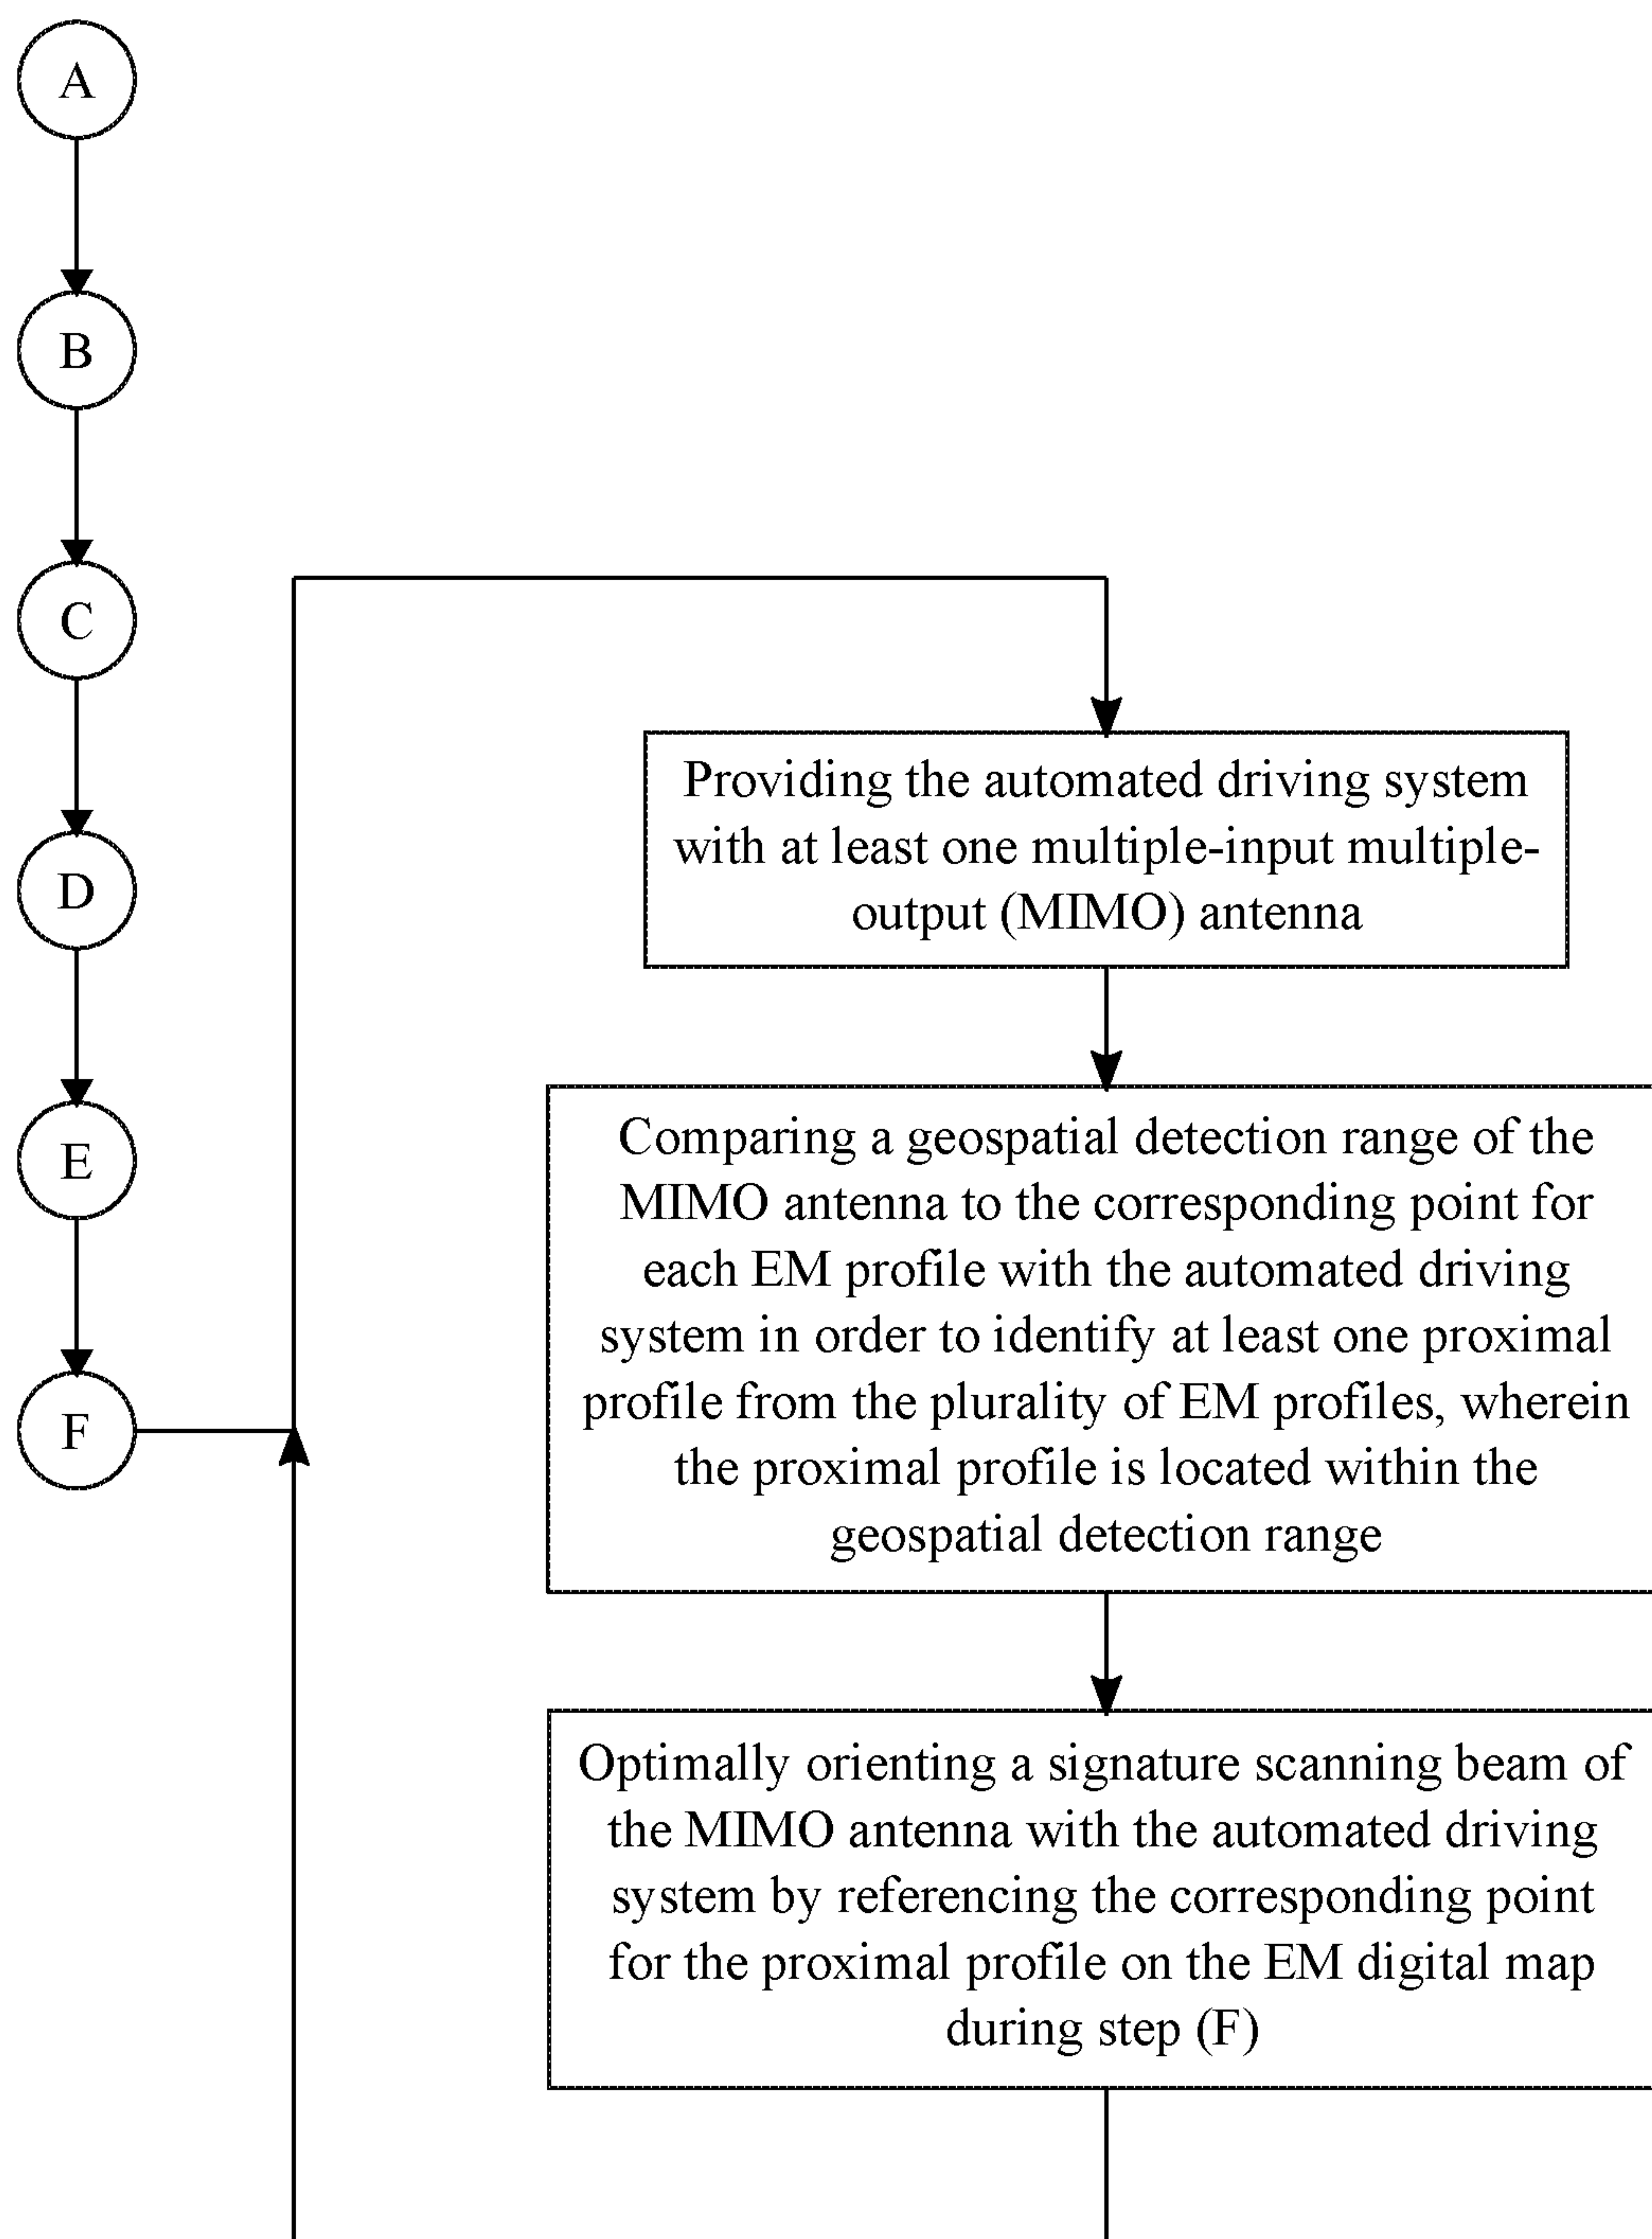 A
B
C
D
E
F
Providing the automated driving system
with at least one multiple-input multiple-
output (MIMO) antenna
Comparing a geospatial detection range of the
MIMO antenna to the corresponding point for
each EM profile with the automated driving
system in order to identify at least one proximal
profile from the plurality of EM profiles, wherein
the proximal profile is located within the
geospatial detection range
Optimally orienting a signature scanning beam of
the MIMO antenna with the automated driving
system by referencing the corresponding point
for the proximal profile on the EM digital map
during step (F)